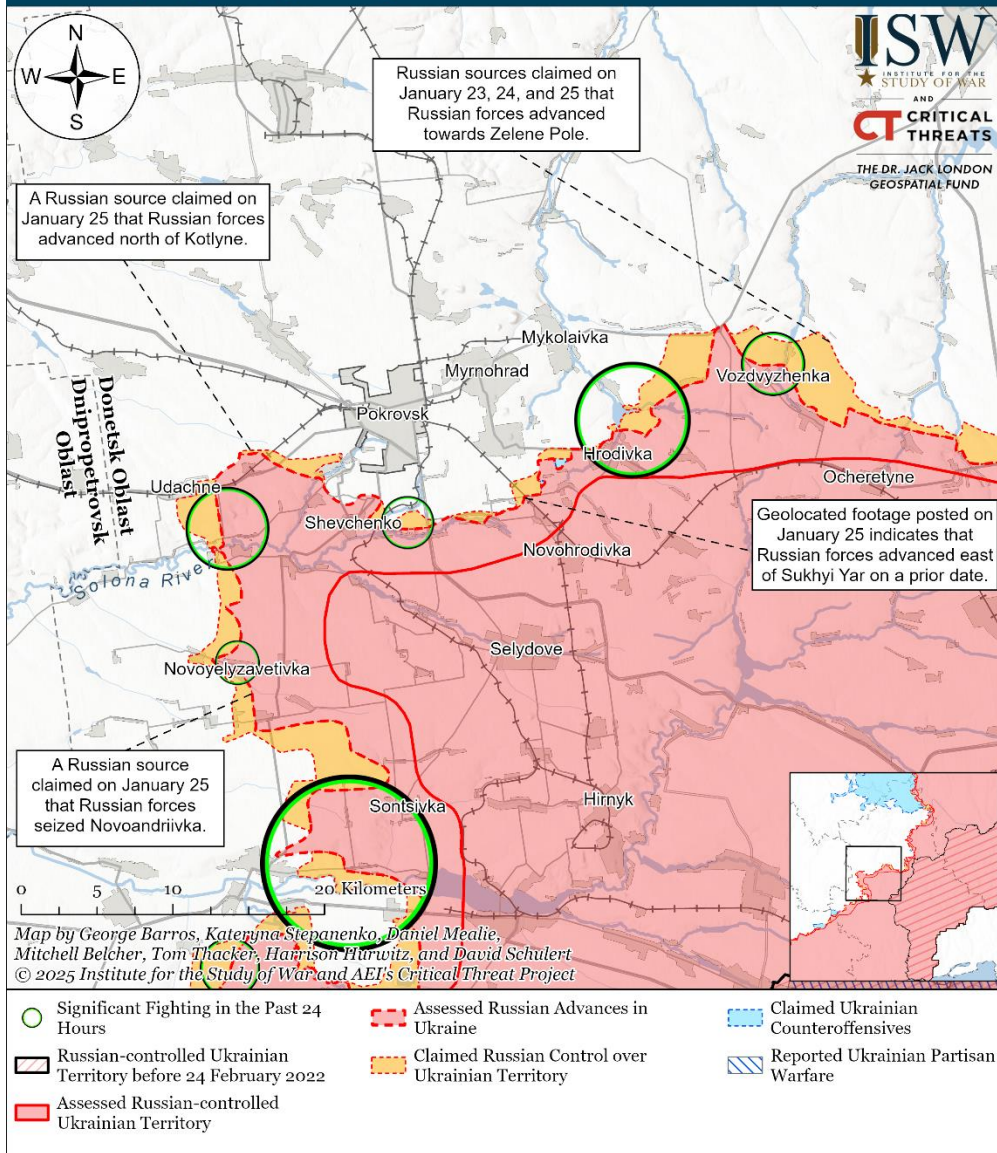 N
W
E
S
Russian sources claimed on
January 23, 24, and 25 that
Russian forces advanced
towards Zelene Pole.
ISW
INSTITUTE FOR THE
STUDY OF WAR
AND
CT CRITICAL
THREATS
THE DR. JACK LONDON
GEOSPATIAL FUND
A Russian source claimed on
January 25 that Russian forces
advanced north of Kotlyne.
Mykolaivka
Myrnohrad
Vozdvyzhenka
Pokrovsk
Donetsk Oblast
Dnipropetrovsk
Oblast
Hrodivka
Udachne
Ocheretyne
Shevchenko
Novohrodivka
Geolocated footage posted on
January 25 indicates that
Russian forces advanced east
of Sukhyi Yar on a prior date.
Solona River
Selydove
Novoyelyzavetivka
A Russian source
claimed on January 25
that Russian forces
seized Novoandriivka.
Sontsivka
Hirnyk
0 5 10 20 Kilometers
Map by George Barros, Kateryna Stepanenko, Daniel Mealie,
Mitchell Belcher, Tom Thacker, Harrison Hurwitz, and David Schulert
© 2025 Institute for the Study of War and AEI's Critical Threat Project
Significant Fighting in the Past 24
Hours
Russian-controlled Ukrainian
Territory before 24 February 2022
Assessed Russian-controlled
Ukrainian Territory
Assessed Russian Advances in
Ukraine
Claimed Russian Control over
Ukrainian Territory
Claimed Ukrainian
Counteroffensives
Reported Ukrainian Partisan
Warfare